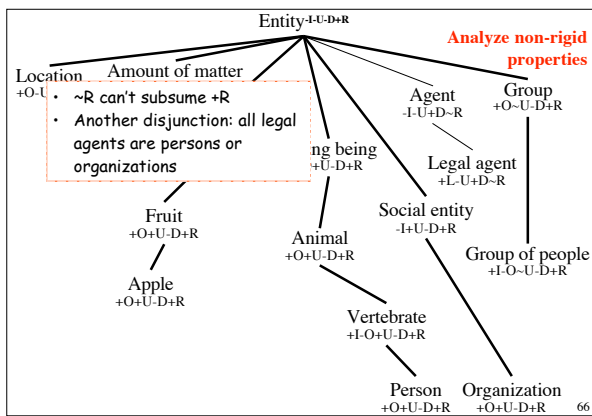 Entity-I-U-D+R
Analyze non-rigid
properties
Location
+O-U
Amount of matter
• ~R can't subsume +R
• Another disjunction: all legal
agents are persons or
organizations
Agent
-I-U+D~R
Group
+O~U-D+R
ng being
+U-D+R
Legal agent
+L-U+D~R
Fruit
+O+U-D+R
Social entity
-I+U-D+R
Animal
+O+U-D+R
Group of people
+I-O~U-D+R
Apple
+O+U-D+R
Vertebrate
+I-O+U-D+R
Person
+O+U-D+R
Organization
+O+U-D+R
66